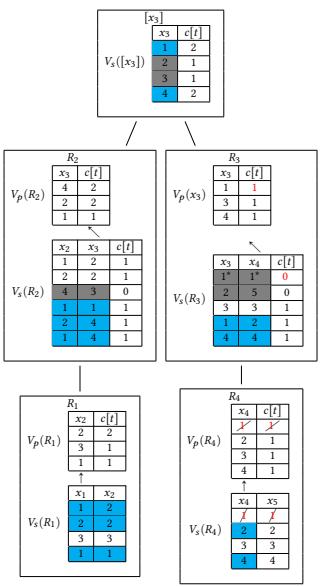 [x3]
x3 c[t]
1 2
Vs([x3])
2 1
3 1
4 2
R2
x3 c[t]
Vp(R2)
4 2
2 2
1 1
x2 x3 c[t]
1 2 1
2 2 1
Vs(R2)
4 3 0
1 1 1
2 4 1
1 4 1
R3
x3 c[t]
Vp(x3)
1 1
3 1
4 1
x3 x4 c[t]
1* 1* 0
Vs(R3)
2 5 0
3 3 1
1 2 1
4 4 1
R1
x2 c[t]
Vp(R1)
2 2
3 1
1 1
x1 x2
1 2
Vs(R1)
2 2
3 3
1 1
R4
x4 c[t]
1 1
Vp(R4)
2 1
3 1
4 1
x4 x5
1 1
Vs(R4)
2 2
3 3
4 4